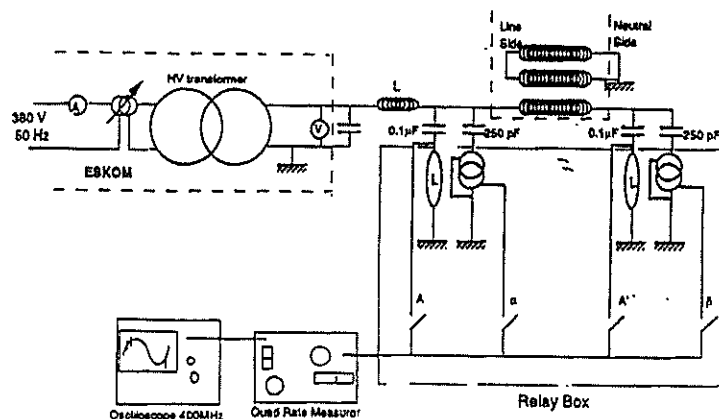 Line
Side
Neutral
Side
HV transformer
L
A
380 V
50 Hz
V
0.1µF
250 pF
0.1µF
250 pF
ESKOM
L
L
A
α
A'
β
Oscilloscope 400MHz
Quad Rate Measuror
Relay Box